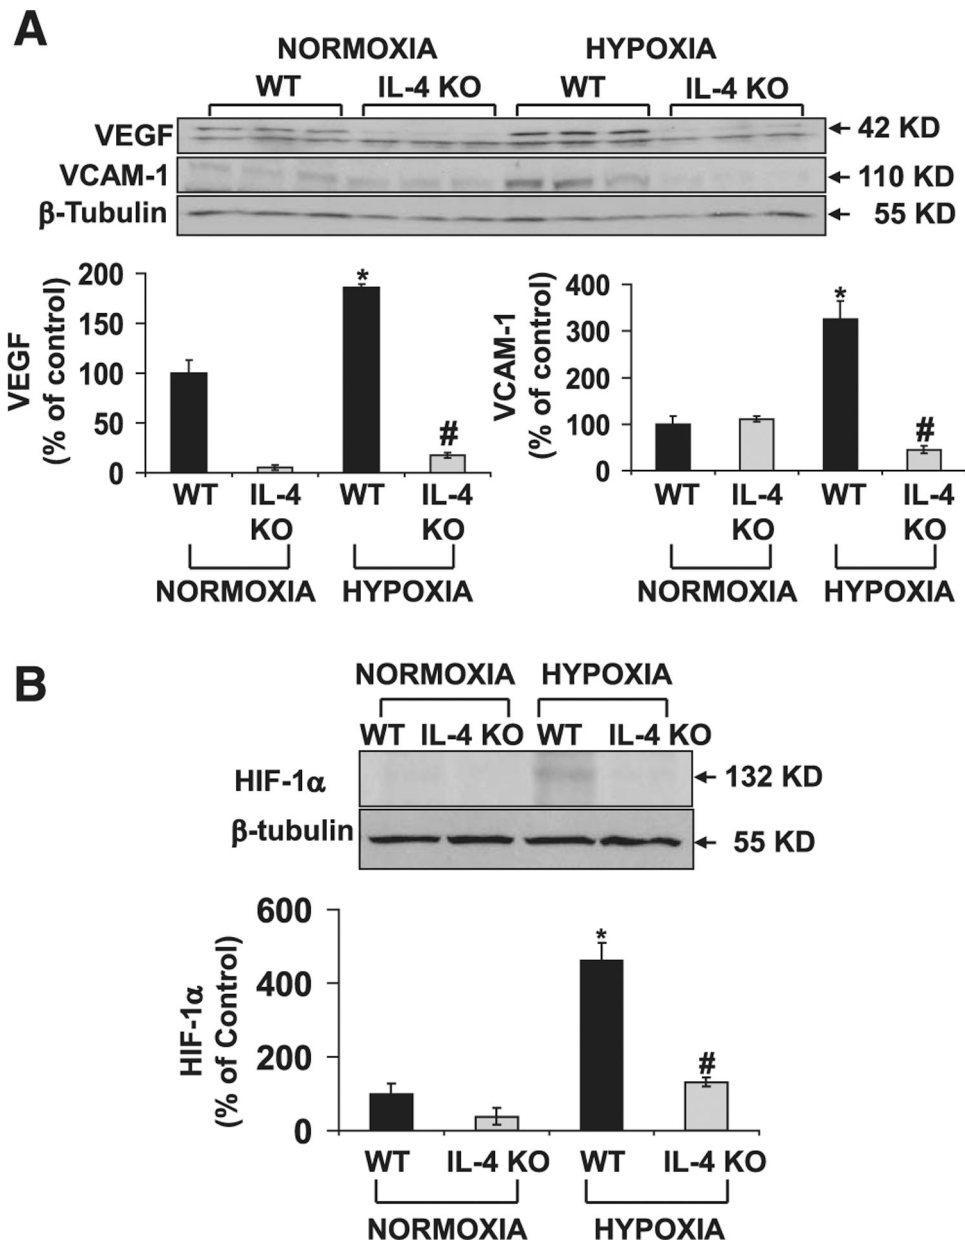 A
NORMOXIA HYPOXIA
WT IL-4 KO WT IL-4 KO
VEGF 42 KD
VCAM-1 110 KD
β-Tubulin 55 KD
VEGF
(% of control)
200
150
100
50
0
*
#
WT IL-4 KO WT IL-4 KO
NORMOXIA HYPOXIA
VCAM-1
(% of control)
400
300
200
100
0
*
#
WT IL-4 KO WT IL-4 KO
NORMOXIA HYPOXIA
B
NORMOXIA HYPOXIA
WT IL-4 KO WT IL-4 KO
HIF-1α 132 KD
β-tubulin 55 KD
HIF-1α
(% of Control)
600
400
200
0
*
#
WT IL-4 KO WT IL-4 KO
NORMOXIA HYPOXIA